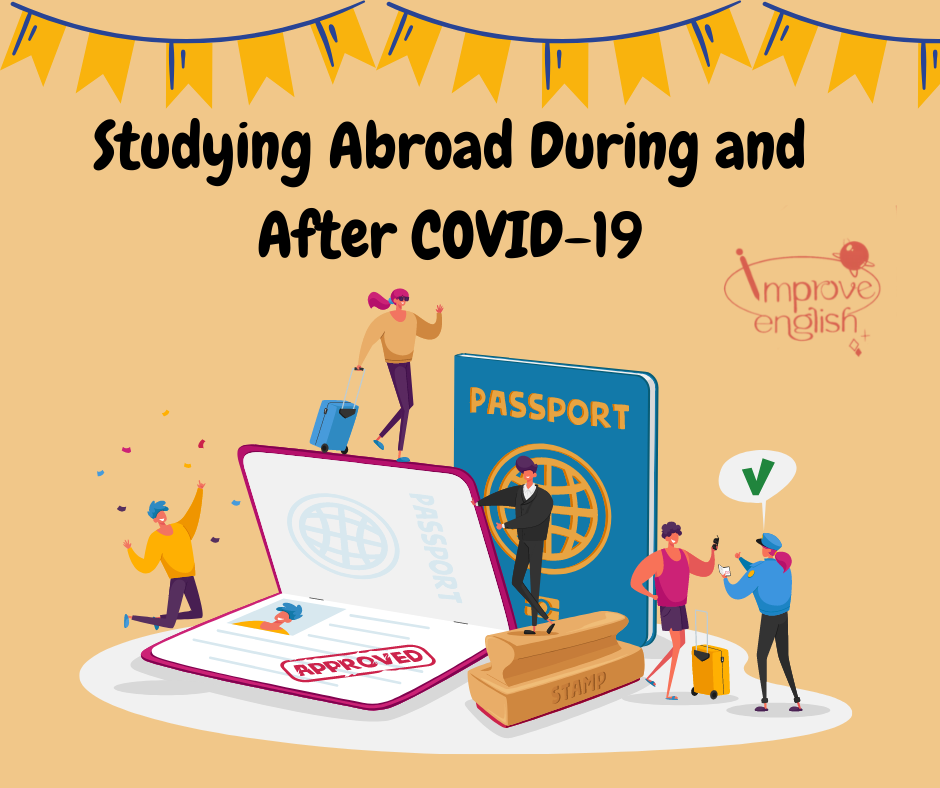 Studying Abroad During and
After COVID-19
improve
english
PASSPORT
PASSPORT
APPROVED
STAMP